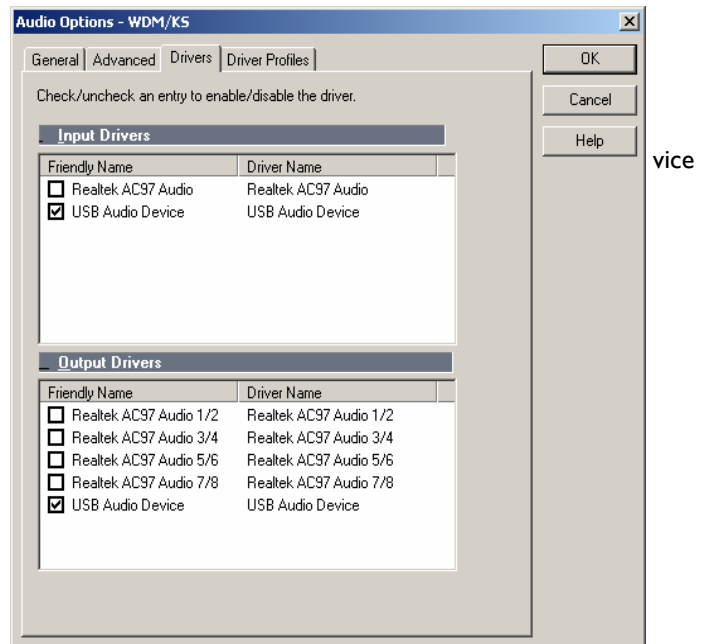 Audio Options - WDM/KS
General Advanced Drivers Driver Profiles
OK
Check/uncheck an entry to enable/disable the driver.
Cancel
Input Drivers
Help
vice
Friendly Name Driver Name
Realtek AC97 Audio Realtek AC97 Audio
USB Audio Device USB Audio Device
Output Drivers
Friendly Name Driver Name
Realtek AC97 Audio 1/2 Realtek AC97 Audio 1/2
Realtek AC97 Audio 3/4 Realtek AC97 Audio 3/4
Realtek AC97 Audio 5/6 Realtek AC97 Audio 5/6
Realtek AC97 Audio 7/8 Realtek AC97 Audio 7/8
USB Audio Device USB Audio Device